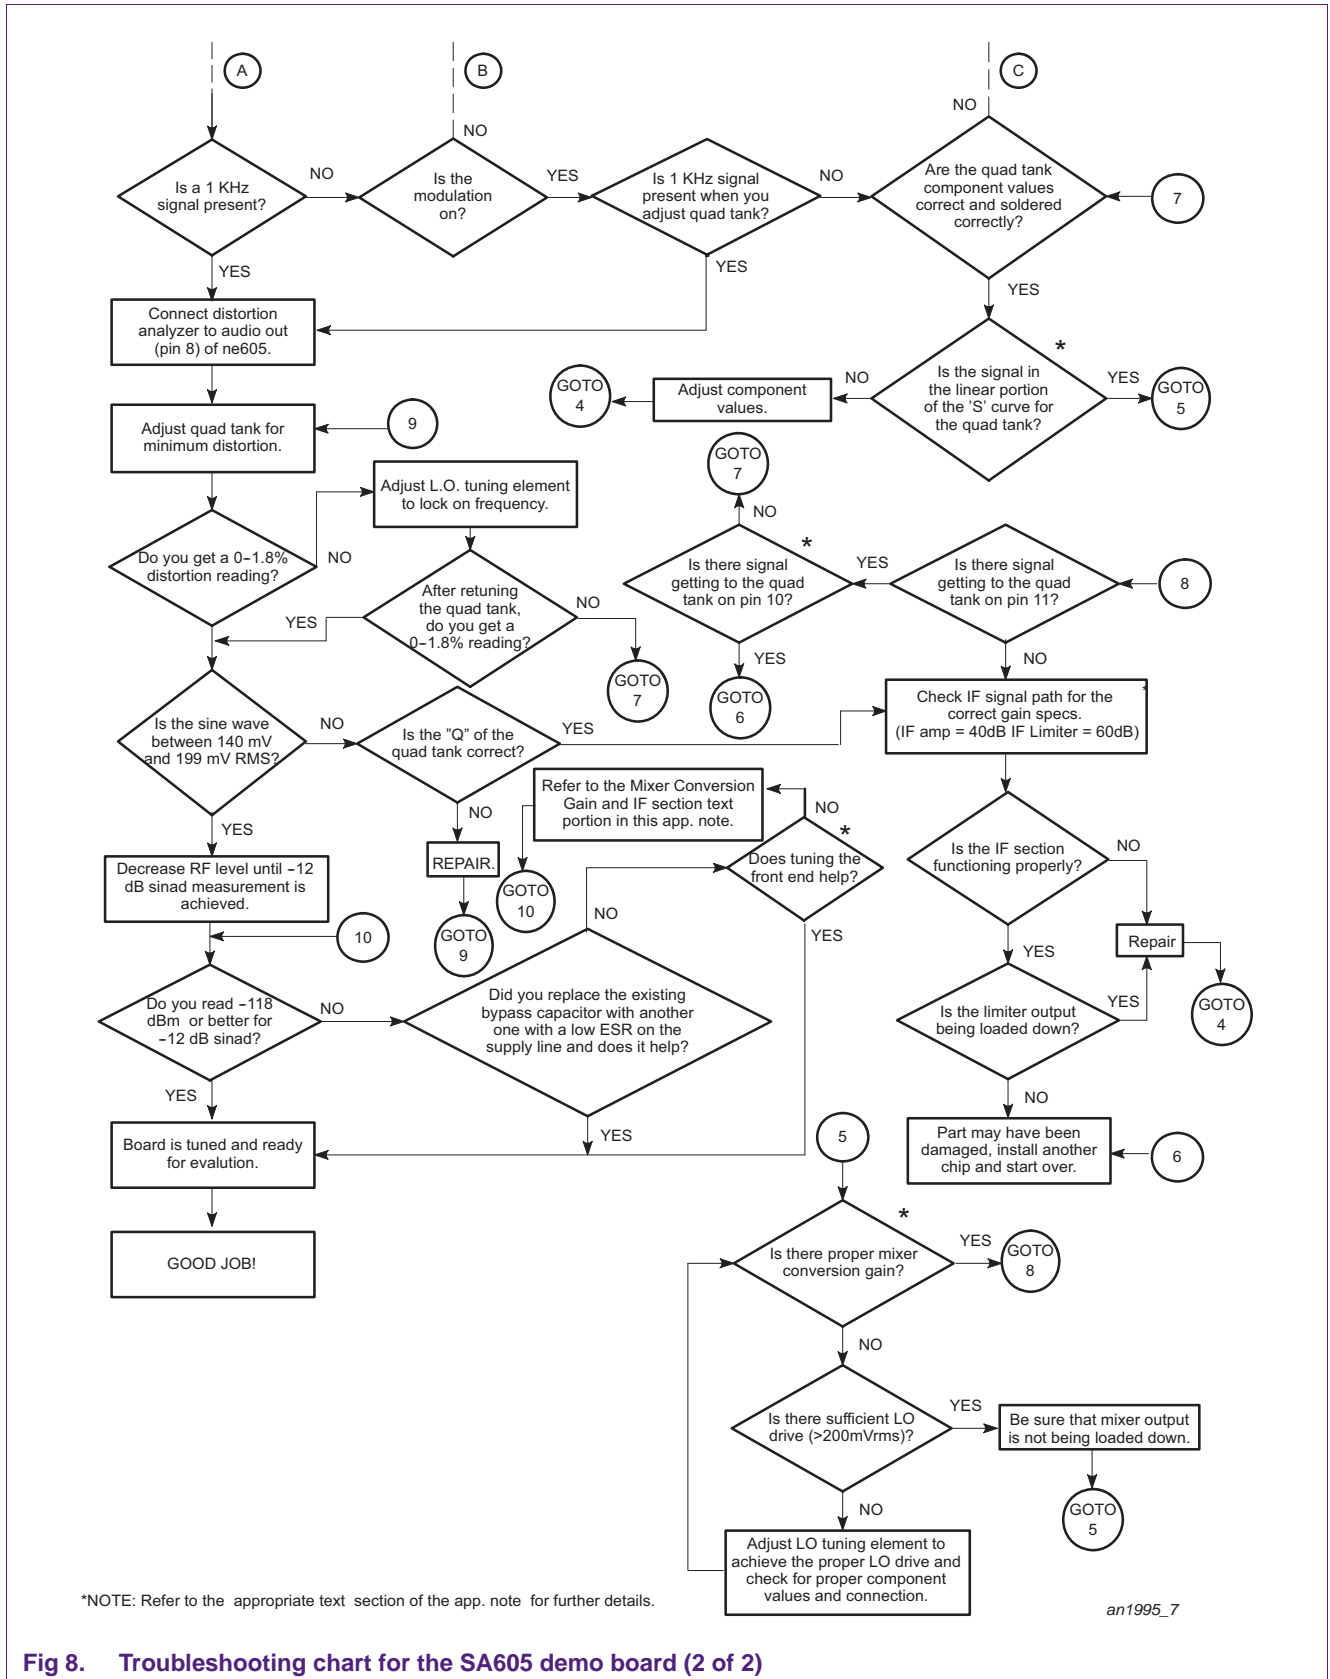 A
B
C
NO
NO
Is a 1 KHz
signal present?
NO
Is the
modulation
on?
YES
Is 1 KHz signal
present when you
adjust quad tank?
NO
Are the quad tank
component values
correct and soldered
correctly?
7
YES
YES
YES
Connect distortion
analyzer to audio out
(pin 8) of ne605.
*
Is the signal in
the linear portion
of the 'S' curve for
the quad tank?
YES
GOTO
5
NO
Adjust component
values.
GOTO
4
Adjust quad tank for
minimum distortion.
9
GOTO
7
NO
Adjust L.O. tuning element
to lock on frequency.
Do you get a 0–1.8%
distortion reading?
NO
*
Is there signal
getting to the quad
tank on pin 10?
YES
Is there signal
getting to the quad
tank on pin 11?
8
After retuning
the quad tank,
do you get a
0–1.8% reading?
NO
YES
GOTO
7
YES
GOTO
6
NO
Check IF signal path for the
correct gain specs.
(IF amp = 40dB IF Limiter = 60dB)
*
Is the sine wave
between 140 mV
and 199 mV RMS?
NO
Is the "Q" of the
quad tank correct?
YES
NO
REPAIR.
GOTO
9
Refer to the Mixer Conversion
Gain and IF section text
portion in this app. note.
NO
*
Does tuning the
front end help?
GOTO
10
YES
YES
Decrease RF level until –12
dB sinad measurement is
achieved.
10
NO
Is the IF section
functioning properly?
NO
Repair
GOTO
4
YES
Do you read –118
dBm or better for
–12 dB sinad?
NO
Did you replace the existing
bypass capacitor with another
one with a low ESR on the
supply line and does it help?
Is the limiter output
being loaded down?
YES
YES
YES
NO
Board is tuned and ready
for evalution.
Part may have been
damaged, install another
chip and start over.
6
5
GOOD JOB!
*
Is there proper mixer
conversion gain?
YES
GOTO
8
NO
Is there sufficient LO
drive (>200mVrms)?
YES
Be sure that mixer output
is not being loaded down.
GOTO
5
NO
Adjust LO tuning element to
achieve the proper LO drive and
check for proper component
values and connection.
*NOTE: Refer to the appropriate text section of the app. note for further details.
an1995_7
Fig 8. Troubleshooting chart for the SA605 demo board (2 of 2)